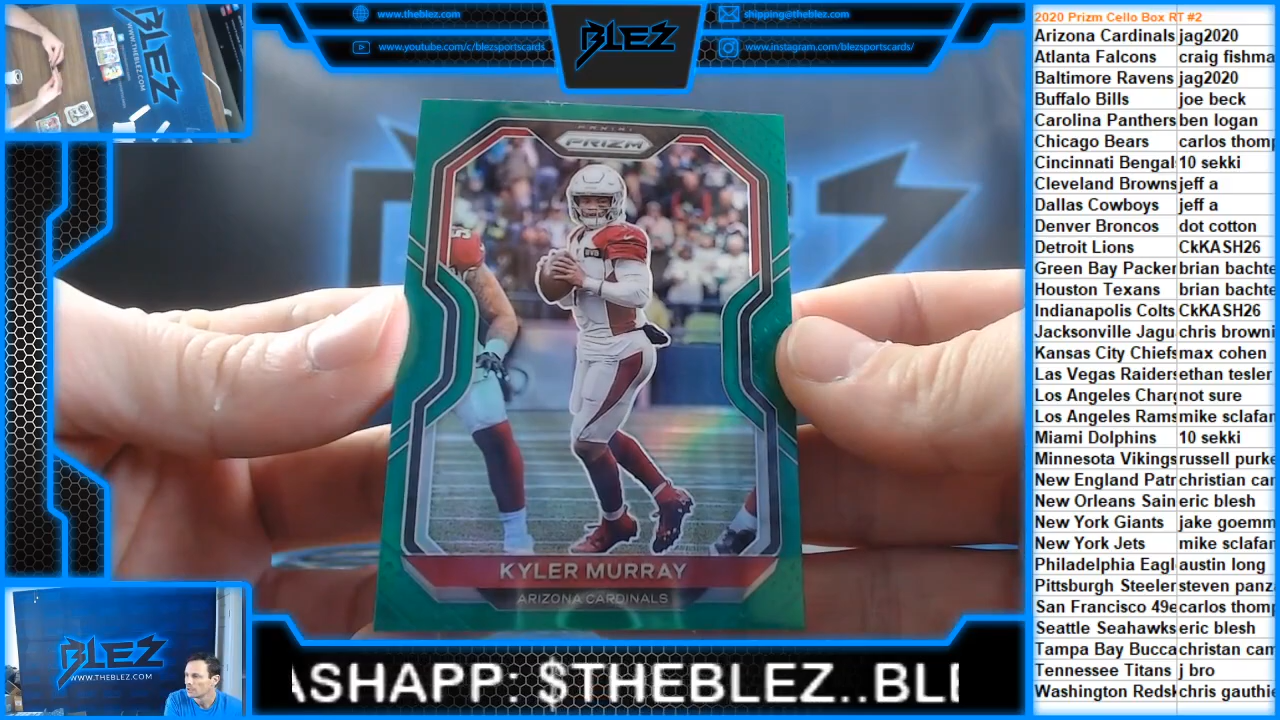 www.theblez.com
www.youtube.com/c/blezsportscards
BLEZ
shipping@theblez.com
www.instagram.com/blezsportscards/
BLEZ
WWW.THEBLEZ.COM
PANINI
PRIZM
KYLER MURRAY
ARIZONA CARDINALS
BLEZ
WWW.THEBLEZ.COM
ASHAPP: $THEBLEZ..BLE
2020 Prizm Cello Box RT #2
Arizona Cardinals jag2020
Atlanta Falcons craig fishma
Baltimore Ravens jag2020
Buffalo Bills joe beck
Carolina Panthers ben logan
Chicago Bears carlos thomp
Cincinnati Bengal 10 sekki
Cleveland Browns jeff a
Dallas Cowboys jeff a
Denver Broncos dot cotton
Detroit Lions CkKASH26
Green Bay Packer brian bachte
Houston Texans brian bachte
Indianapolis Colts CkKASH26
Jacksonville Jagu chris browni
Kansas City Chiefs max cohen
Las Vegas Raiders ethan tesler
Los Angeles Charg not sure
Los Angeles Rams mike sclafan
Miami Dolphins 10 sekki
Minnesota Vikings russell purke
New England Patr christian car
New Orleans Sain eric blesh
New York Giants jake goemm
New York Jets mike sclafan
Philadelphia Eagl austin long
Pittsburgh Steeler steven panz
San Francisco 49e carlos thomp
Seattle Seahawks eric blesh
Tampa Bay Bucca christan cam
Tennessee Titans j bro
Washington Redsk chris gauthie